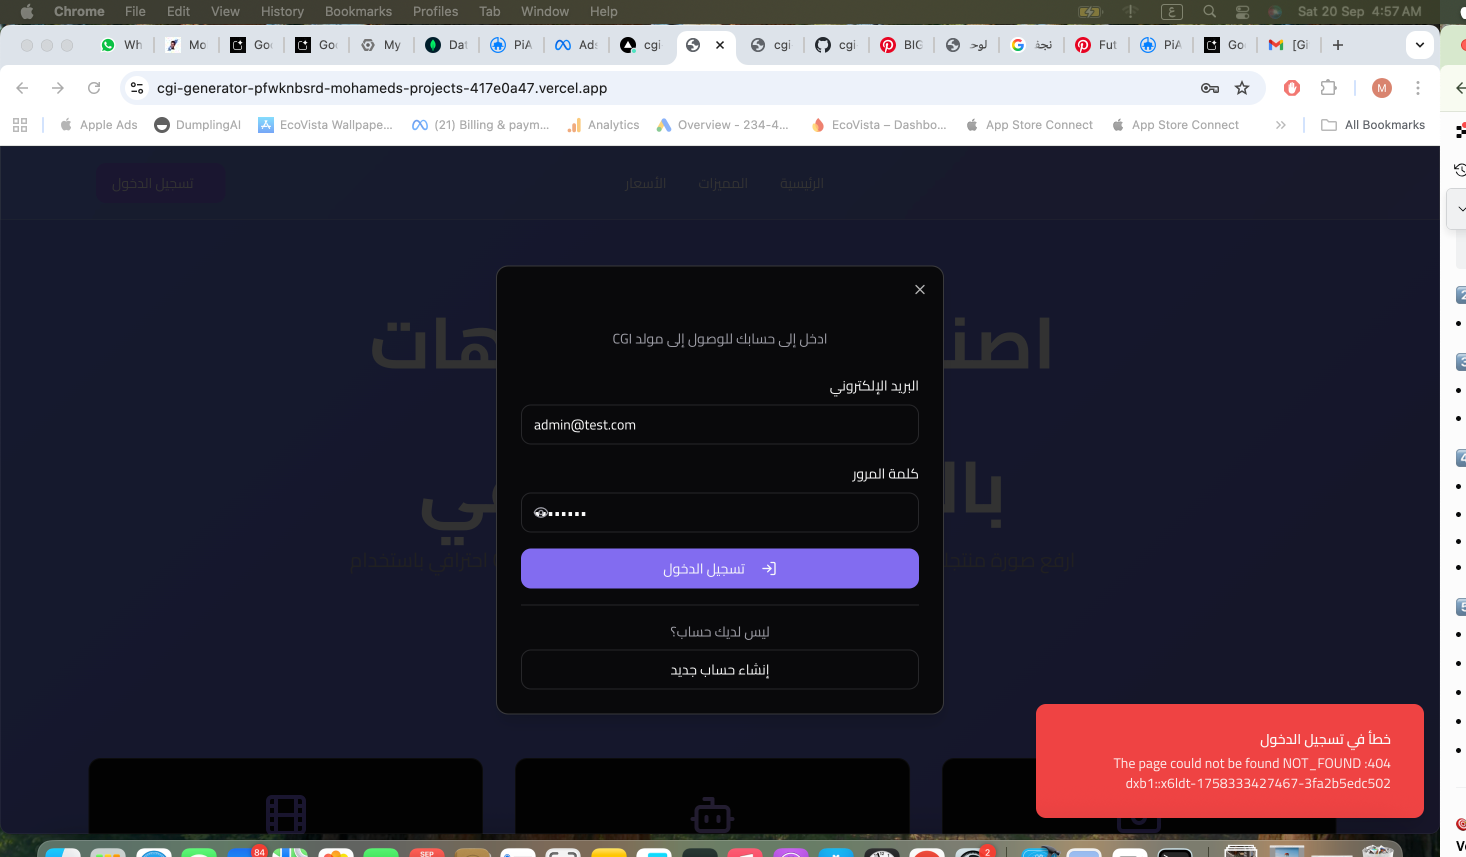 Chrome File Edit View History Bookmarks Profiles Tab Window Help ع Sat 20 Sep 4:57 AM
Wh Mo Go Go My Dat PiA Ads cgi cgi cgi BIG لوح نجف Fut PiA Go [Gi
cgi-generator-pfwknbsrd-mohameds-projects-417e0a47.vercel.app M
Apple Ads DumplingAI EcoVista Wallpape... (21) Billing & paym... Analytics Overview - 234-4... EcoVista – Dashbo... App Store Connect App Store Connect All Bookmarks
الرئيسية المميزات الأسعار تسجيل الدخول
ادخل إلى حسابك للوصول إلى مولد CGI
البريد الإلكتروني
admin@test.com
كلمة المرور
تسجيل الدخول
ليس لديك حساب؟
إنشاء حساب جديد
خطأ في تسجيل الدخول
404: The page could not be found NOT_FOUND
dxb1::x6ldt-1758333427467-3fa2b5edc502
84 SEP 2